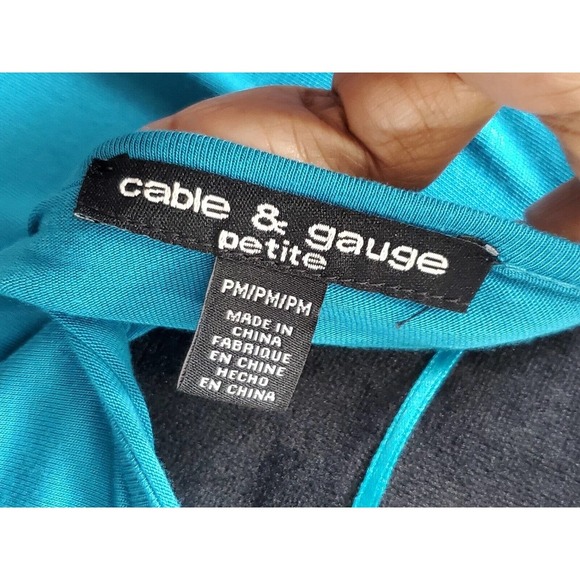 cable & gauge
petite
PM/PM/PM
MADE IN
CHINA
FABRIQUE
EN CHINE
HECHO
EN CHINA